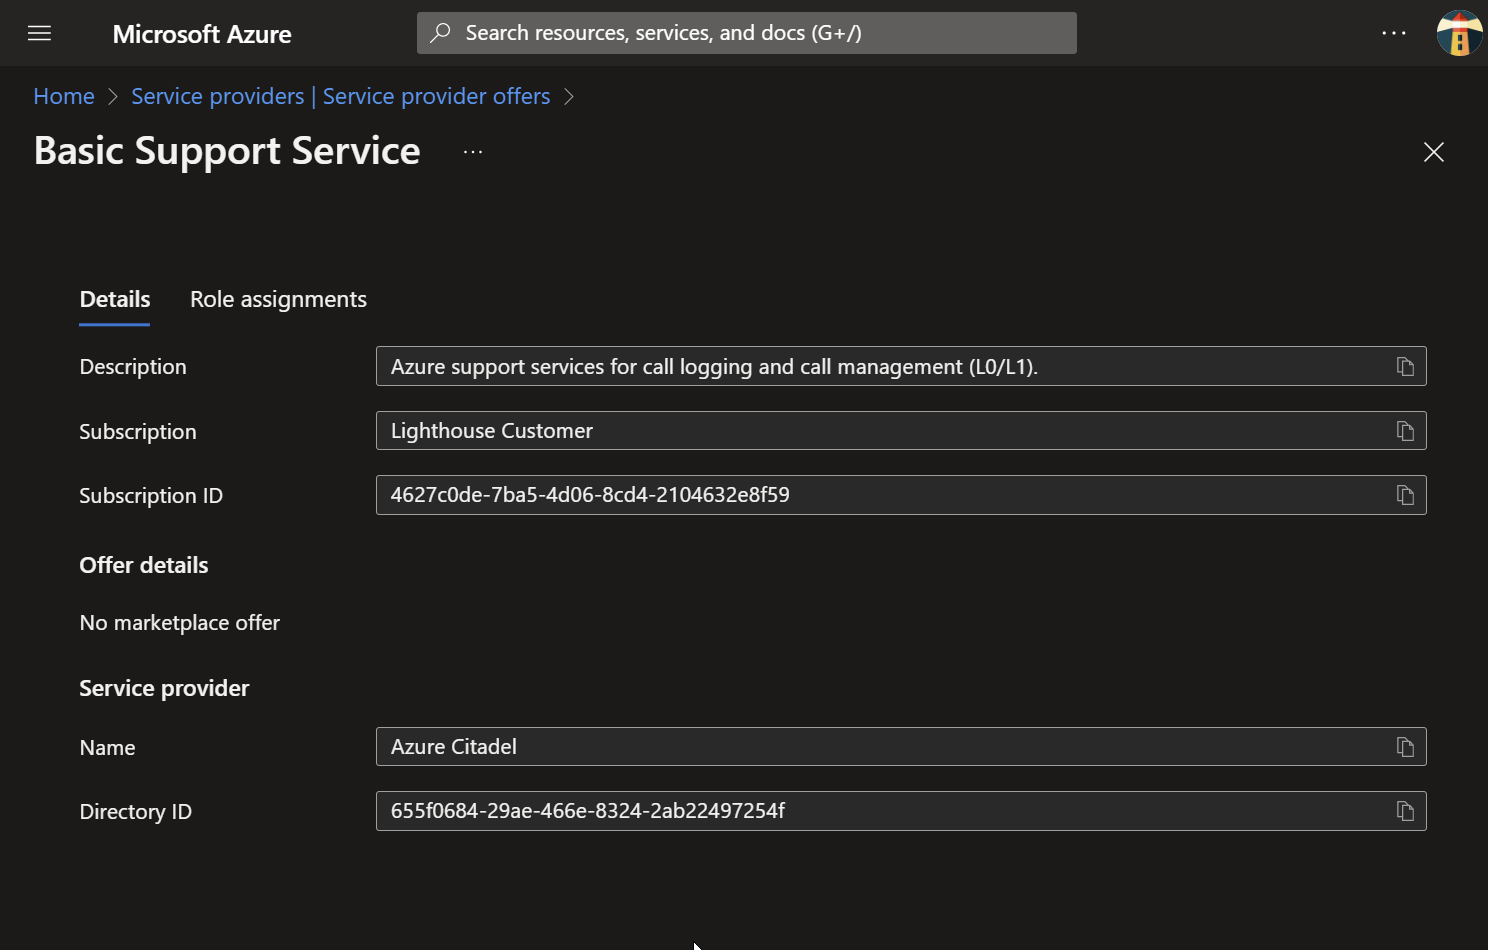 Microsoft Azure
Search resources, services, and docs (G+/)
Home > Service providers | Service provider offers >
Basic Support Service
Details Role assignments
Description Azure support services for call logging and call management (L0/L1).
Subscription Lighthouse Customer
Subscription ID 4627c0de-7ba5-4d06-8cd4-2104632e8f59
Offer details
No marketplace offer
Service provider
Name Azure Citadel
Directory ID 655f0684-29ae-466e-8324-2ab22497254f